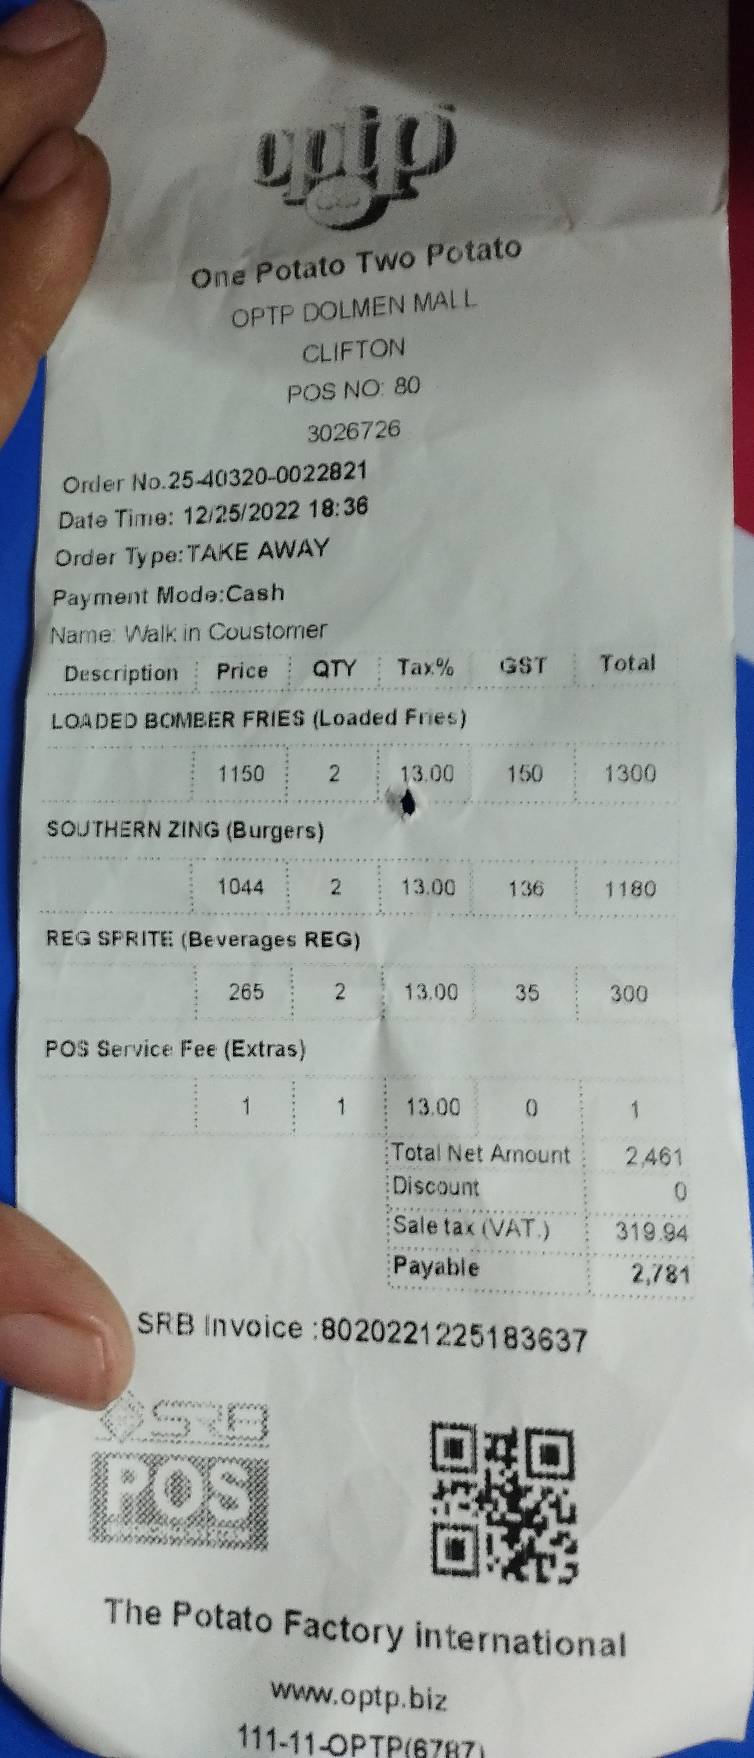 optp
One Potato Two Potato
OPTP DOLMEN MALL
CLIFTON
POS NO: 80
3026726
Order No.25-40320-0022821
Date Time: 12/25/2022 18:36
Order Type:TAKE AWAY
Payment Mode:Cash
Name: Walk in Coustomer
Description Price QTY Tax% GST Total
LOADED BOMBER FRIES (Loaded Fries)
1150 2 13.00 150 1300
SOUTHERN ZING (Burgers)
1044 2 13.00 136 1180
REG SPRITE (Beverages REG)
265 2 13.00 35 300
POS Service Fee (Extras)
1 1 13.00 0 1
Total Net Amount 2,461
Discount 0
Sale tax (VAT.) 319.94
Payable 2,781
SRB Invoice :8020221225183637
SRB
POS
The Potato Factory international
www.optp.biz
111-11-OPTP(6787)